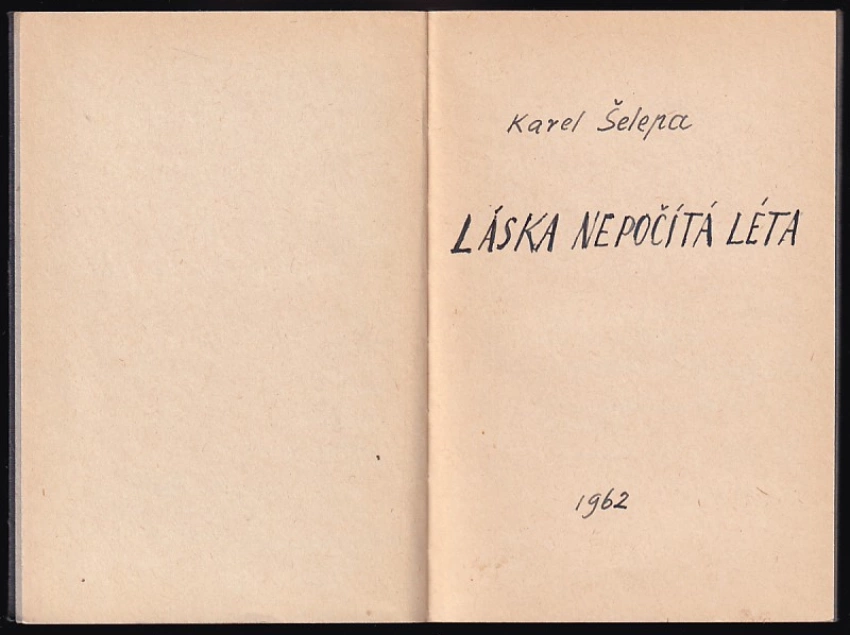 Karel Šelepa
LÁSKA NEPOČÍTÁ LÉTA
1962